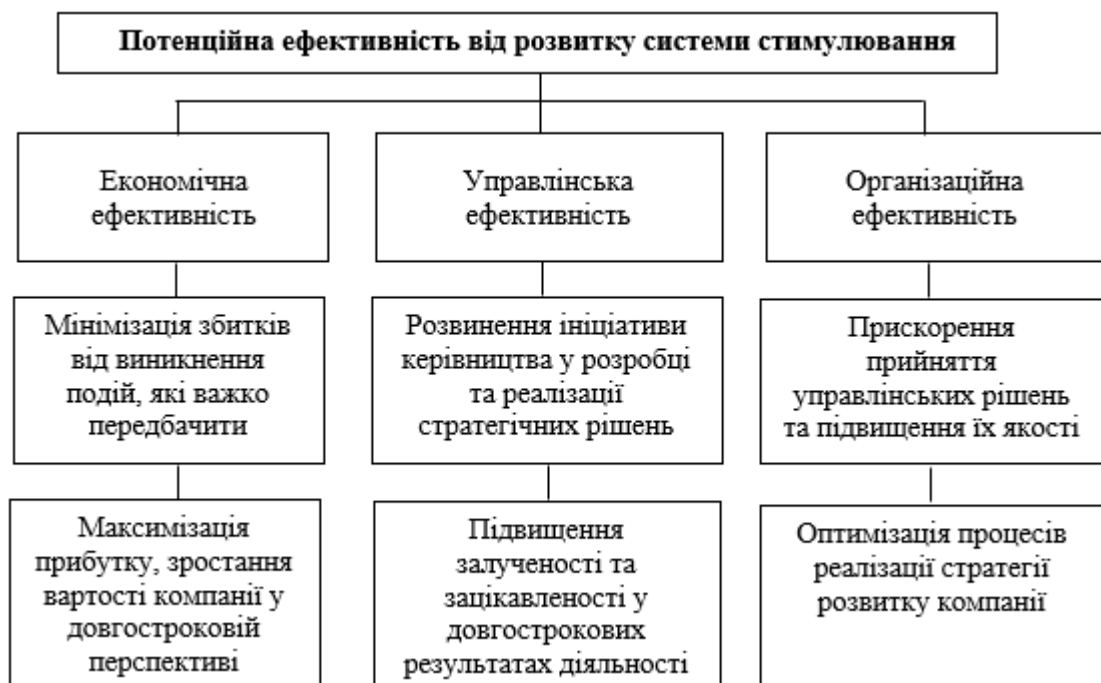 Потенційна ефективність від розвитку системи стимулювання
Економічна
ефективність
Управлінська
ефективність
Організаційна
ефективність
Мінімізація збитків
від виникнення
подій, які важко
передбачити
Розвинення ініціативи
керівництва у розробці
та реалізації
стратегічних рішень
Прискорення
прийняття
управлінських рішень
та підвищення їх якості
Максимізація
прибутку, зростання
вартості компанії у
довгостроковій
перспективі
Підвищення
залученості та
зацікавленості у
довгострокових
результатах діяльності
Оптимізація процесів
реалізації стратегії
розвитку компанії